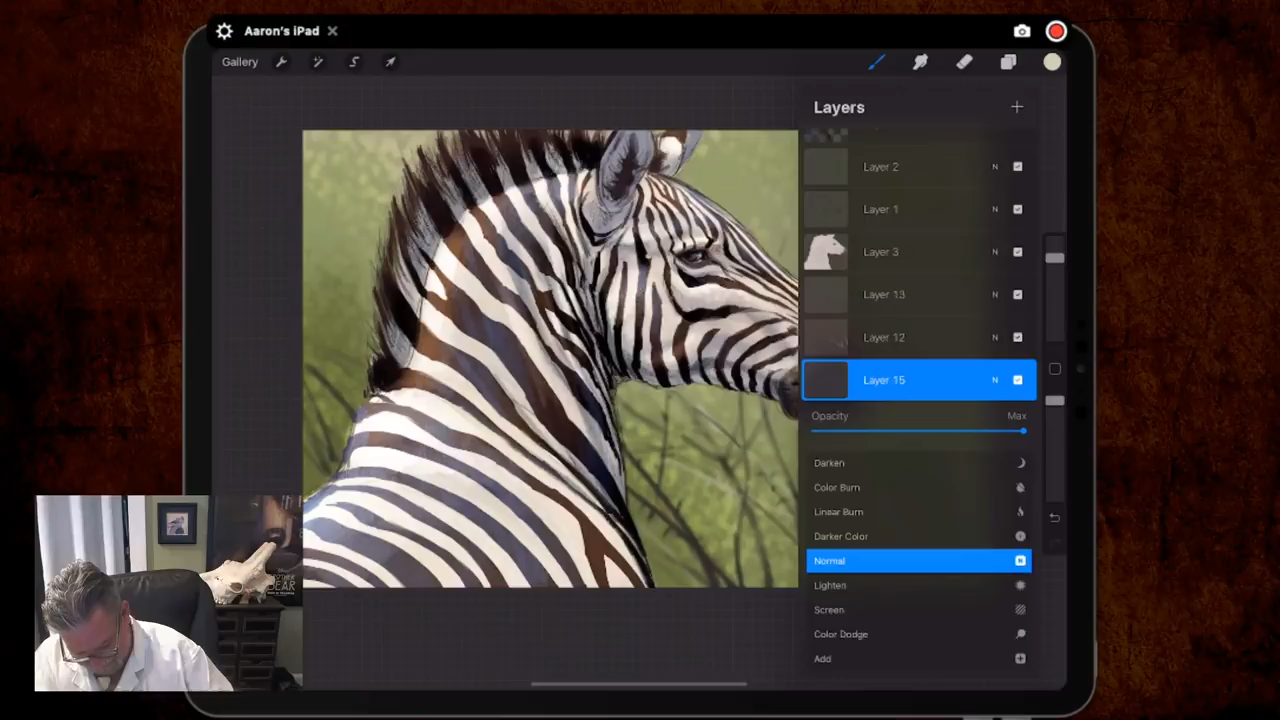 Aaron's iPad
Gallery
Layers
Layer 2 N
Layer 1 N
Layer 3 N
Layer 13 N
Layer 12 N
Layer 15 N
Opacity Max
Darken
Color Burn
Linear Burn
Darker Color
Normal N
Lighten
Screen
Color Dodge
Add
BEAR